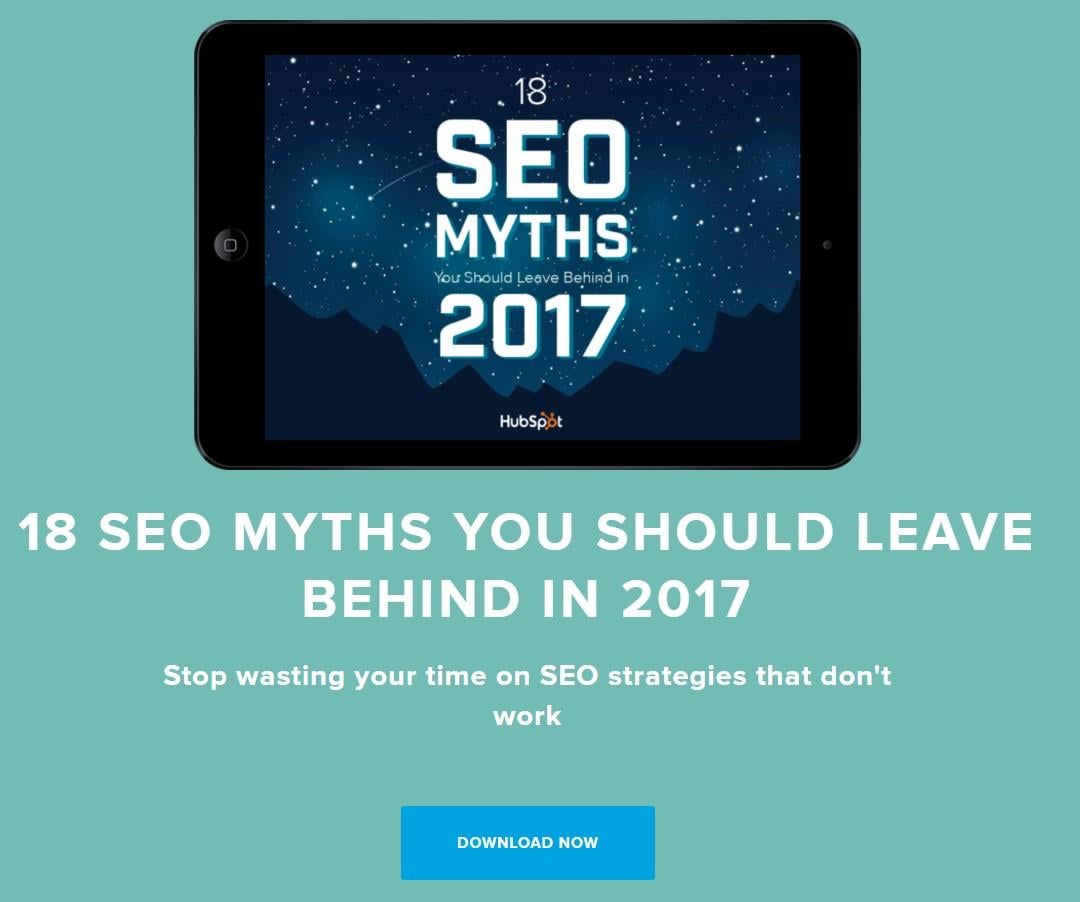 18
SEO
MYTHS
You Should Leave Behind in
2017
HubSpot
18 SEO MYTHS YOU SHOULD LEAVE
BEHIND IN 2017
Stop wasting your time on SEO strategies that don't
work
DOWNLOAD NOW